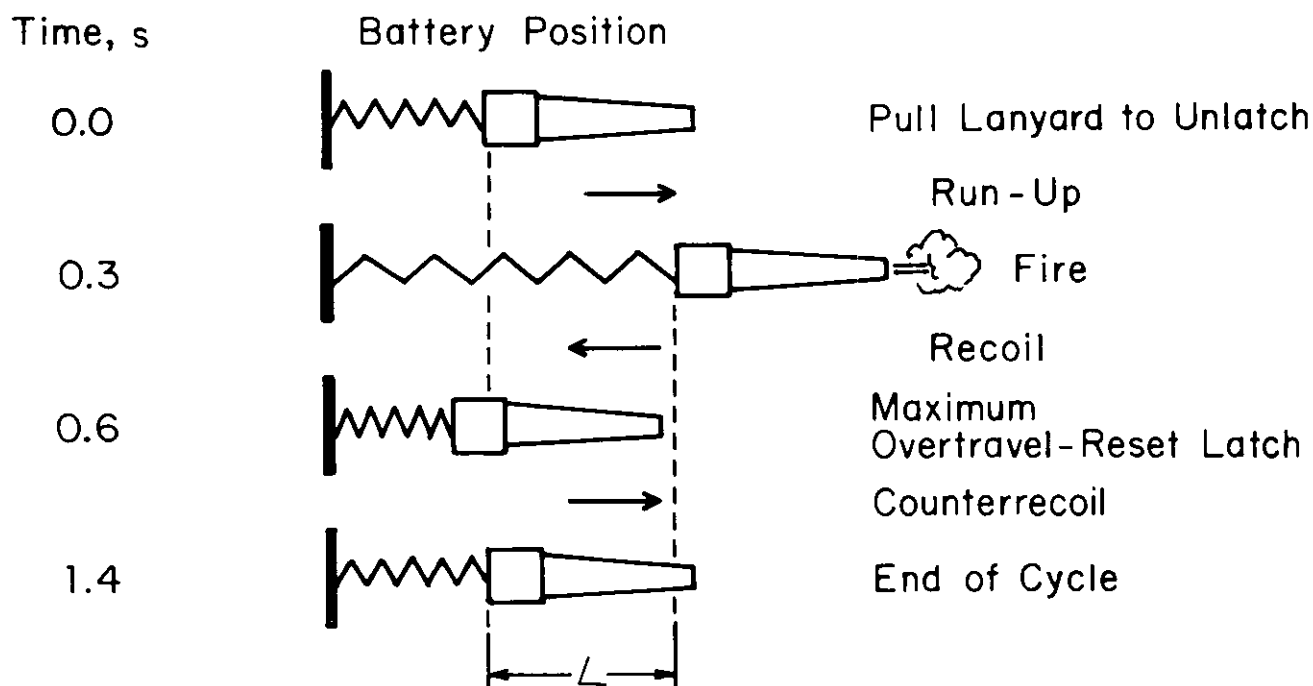 Time, s Battery Position
0.0 Pull Lanyard to Unlatch
Run-Up
0.3 Fire
Recoil
0.6 Maximum
Overtravel-Reset Latch
Counterrecoil
1.4 End of Cycle
L